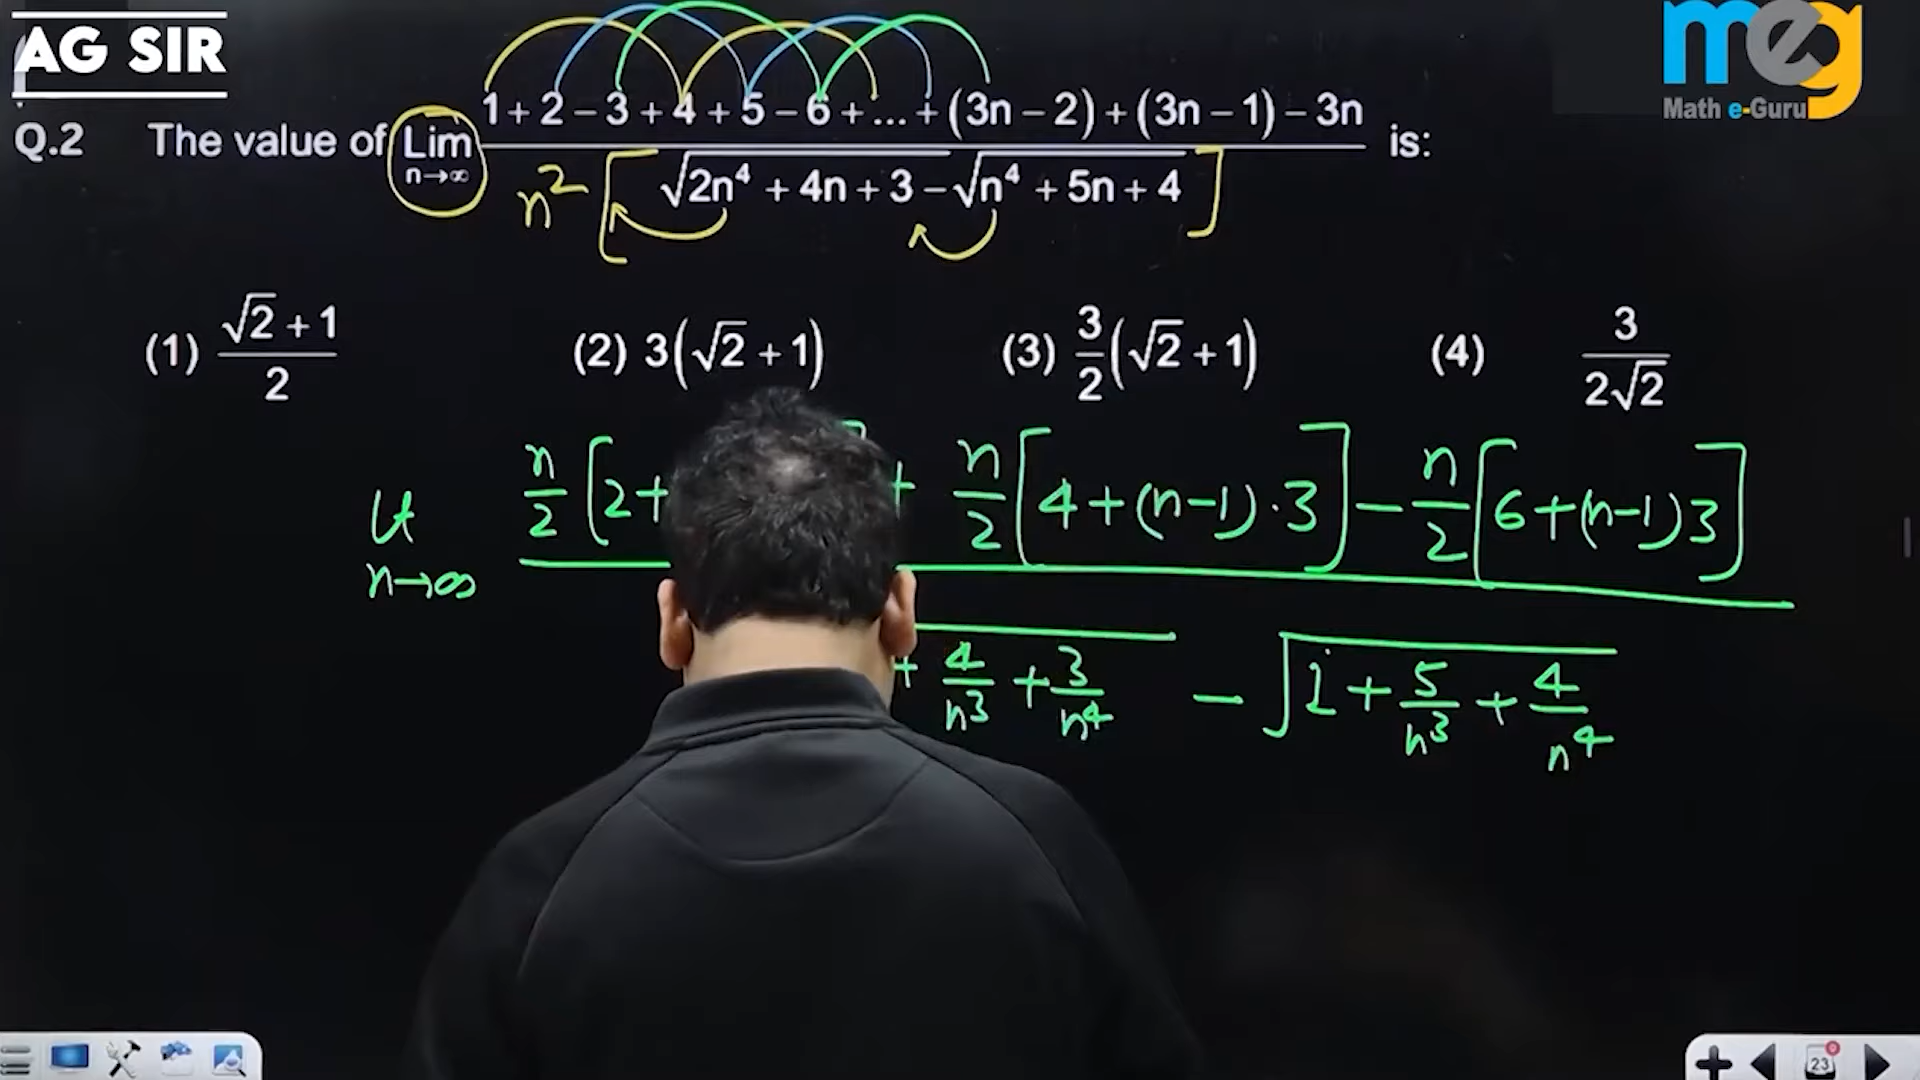 AG SIR
meg
Math e-Guru
Q.2 The value of Lim n→∞ (1 + 2 − 3 + 4 + 5 − 6 + ... + (3n − 2) + (3n − 1) − 3n) / (√(2n⁴ + 4n + 3) − √(n⁴ + 5n + 4)) is:
n² [ ]
(1) (√2 + 1)/2 (2) 3(√2 + 1) (3) 3/2(√2 + 1) (4) 3/(2√2)
n/2 [2+ + n/2 [4+(n-1)·3] − n/2 [6+(n-1)3]
n→∞
+ 4/n³ + 3/n⁴ − √(1 + 5/n³ + 4/n⁴)
23